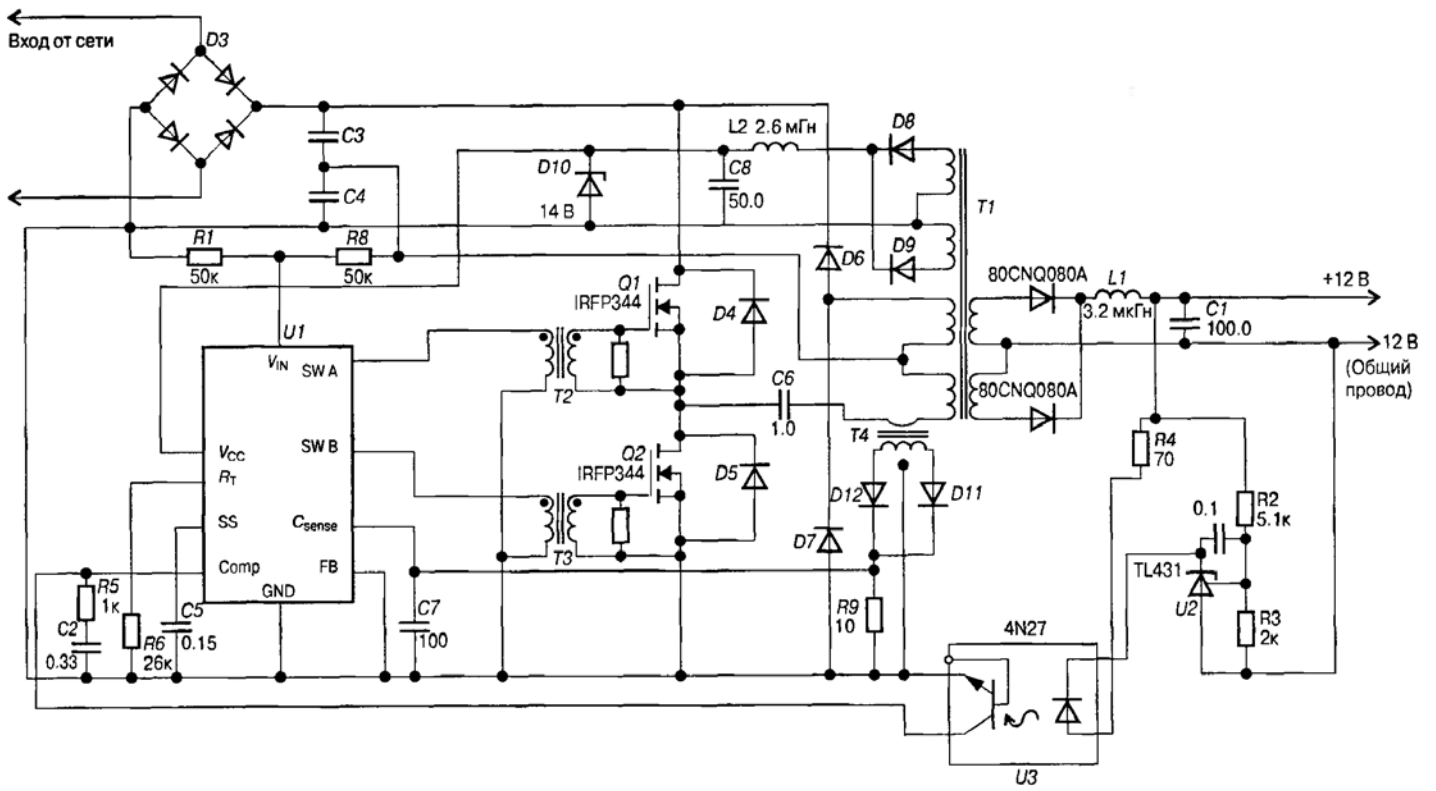 Вход от сети
D3
C3
C4
R1
50к
R8
50к
D10
14 В
C8
50.0
L2 2.6 мГн
D8
D9
T1
D6
80CNQ080A
L1
3.2 мкГн
C1
100.0
+12 В
12 В
(Общий
провод)
80CNQ080A
Q1
IRFP344
D4
T2
C6
1.0
T4
Q2
IRFP344
D5
T3
D7
D12
D11
U1
VIN
SW A
SW B
VCC
RT
SS
Csense
Comp
FB
GND
R5
1к
C2
0.33
R6
26к
C5
0.15
C7
100
R9
10
4N27
U3
R4
70
0.1
R2
5.1к
TL431
U2
R3
2к